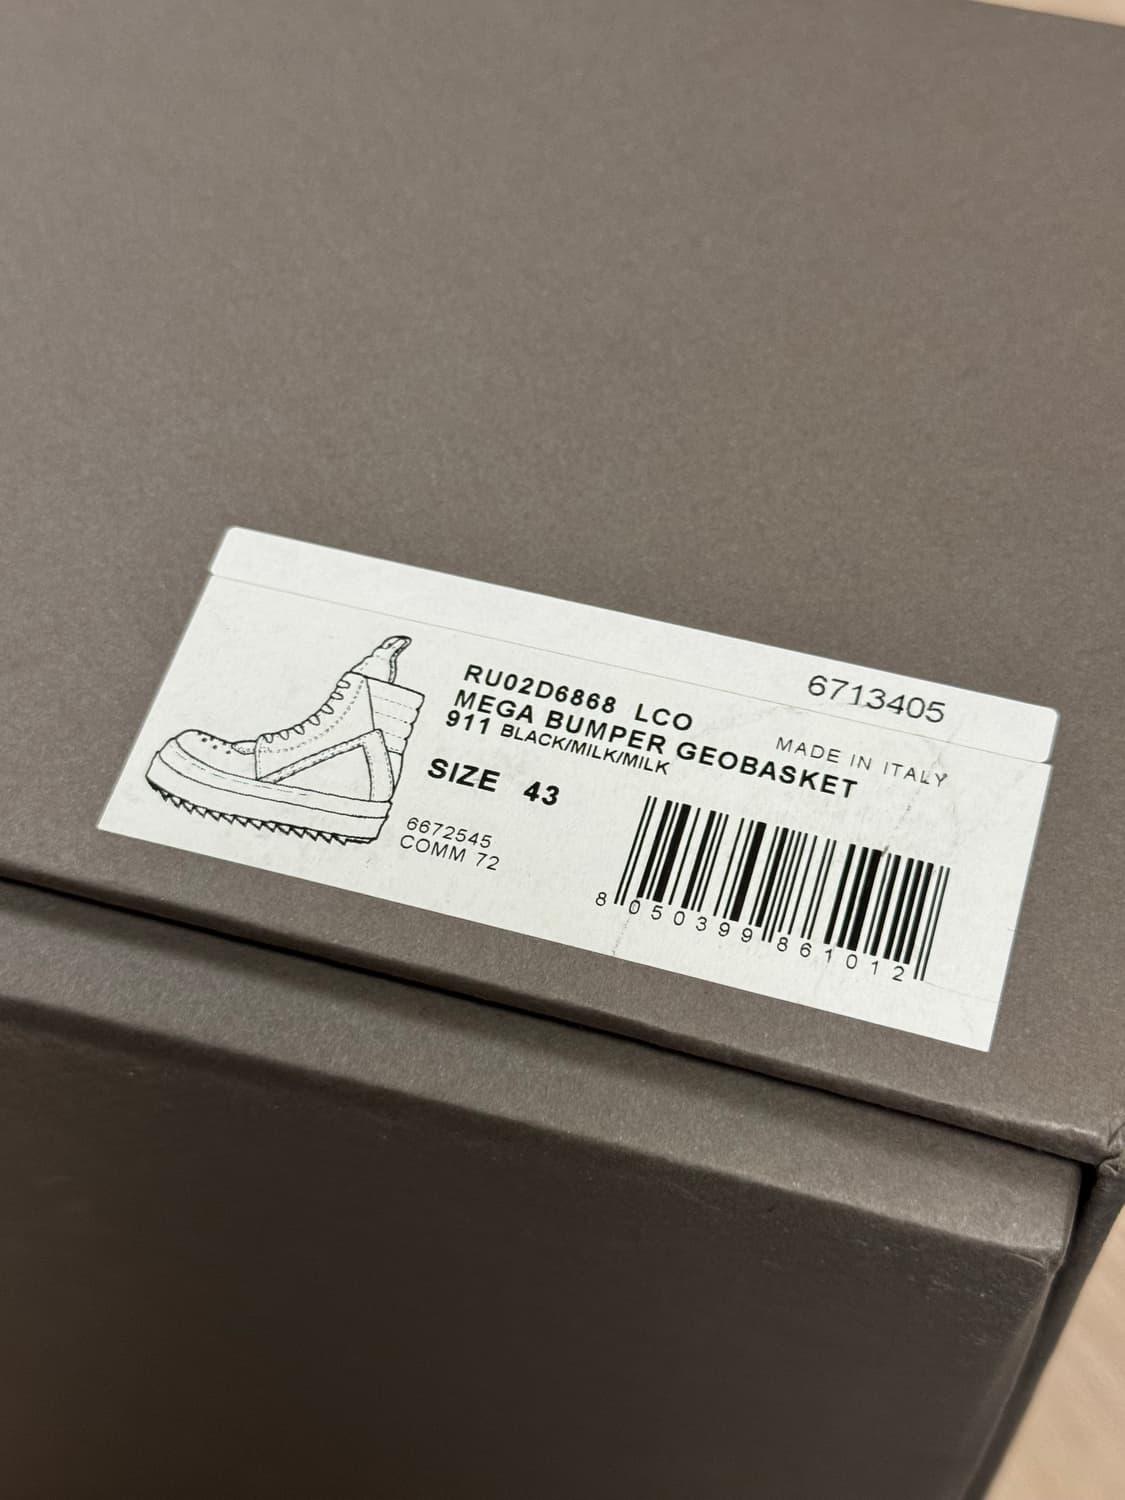 RU02D6868 LCO
6713405
MEGA BUMPER GEOBASKET
MADE IN ITALY
911 BLACK/MILK/MILK
SIZE 43
6672545
COMM 72
8 050399 861012